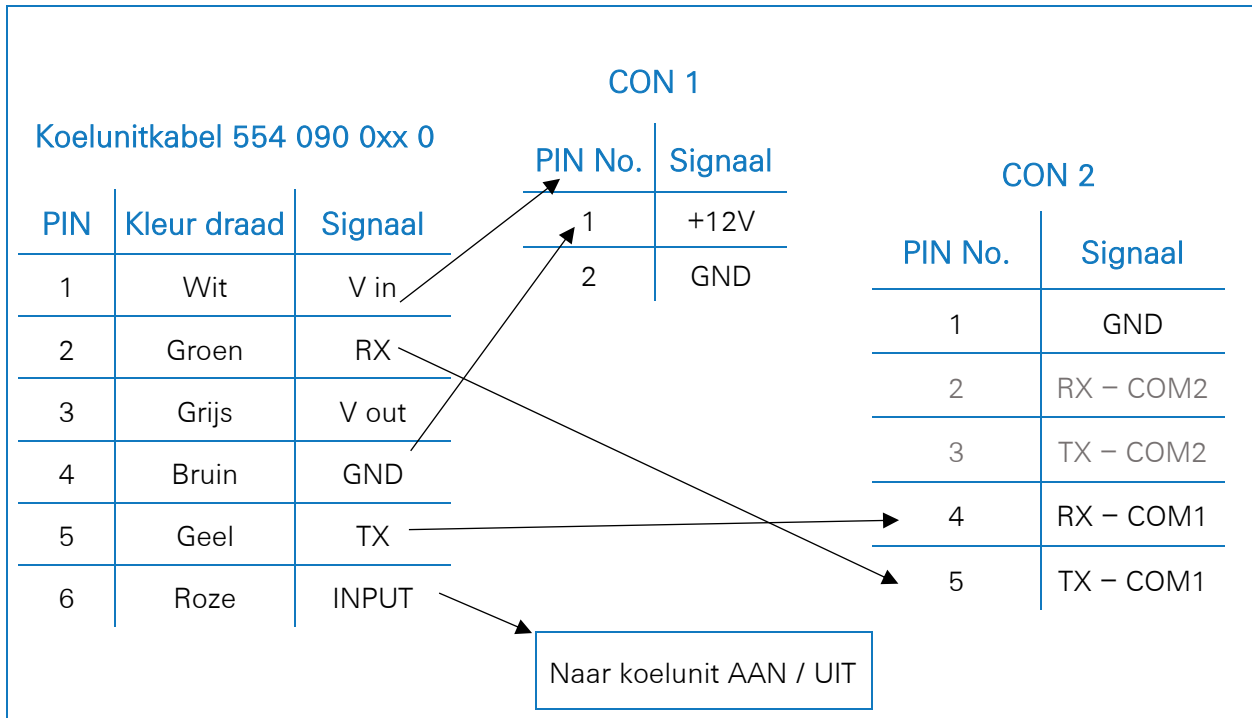 CON 1
Koelunitkabel 554 090 0xx 0
PIN No. Signaal
CON 2
PIN Kleur draad Signaal
1 +12V
PIN No. Signaal
1 Wit V in
2 GND
1 GND
2 Groen RX
2 RX – COM2
3 Grijs V out
3 TX – COM2
4 Bruin GND
4 RX – COM1
5 Geel TX
5 TX – COM1
6 Roze INPUT
Naar koelunit AAN / UIT